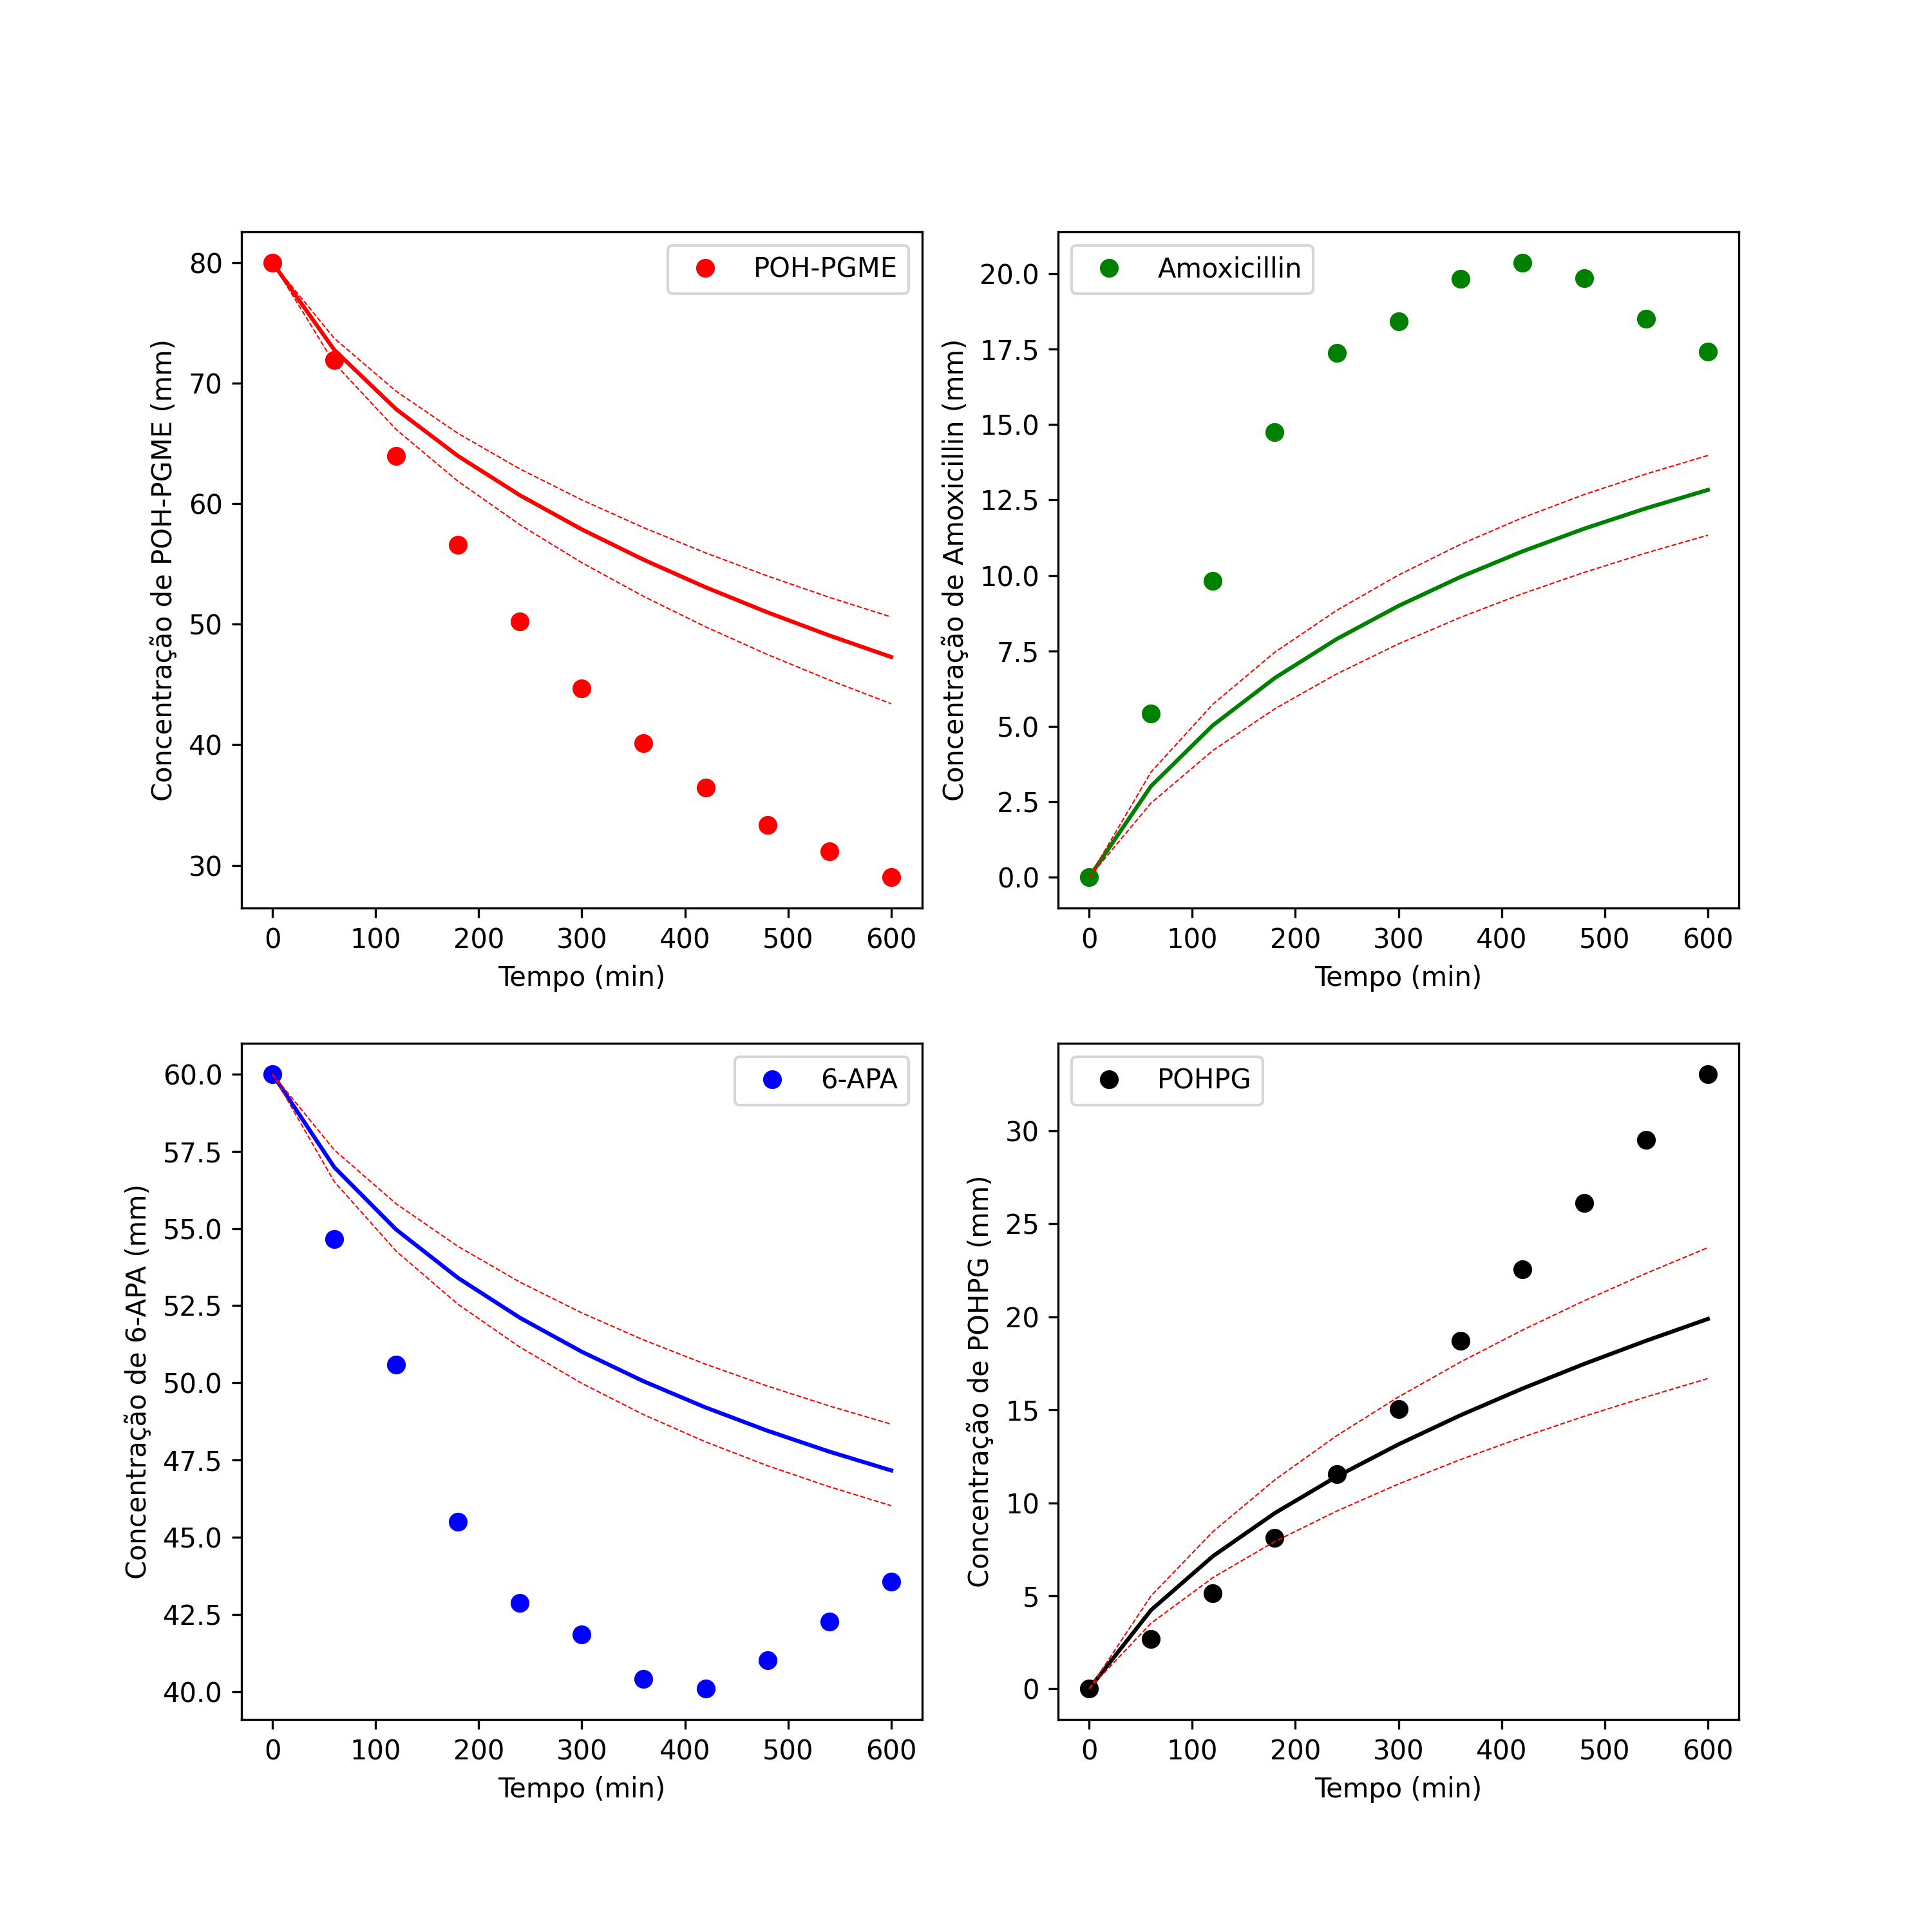 POH-PGME
80
70
60
50
40
30
Concentração de POH-PGME (mm)
0 100 200 300 400 500 600
Tempo (min)
Amoxicillin
20.0
17.5
15.0
12.5
10.0
7.5
5.0
2.5
0.0
Concentração de Amoxicillin (mm)
0 100 200 300 400 500 600
Tempo (min)
6-APA
60.0
57.5
55.0
52.5
50.0
47.5
45.0
42.5
40.0
Concentração de 6-APA (mm)
0 100 200 300 400 500 600
Tempo (min)
POHPG
30
25
20
15
10
5
0
Concentração de POHPG (mm)
0 100 200 300 400 500 600
Tempo (min)